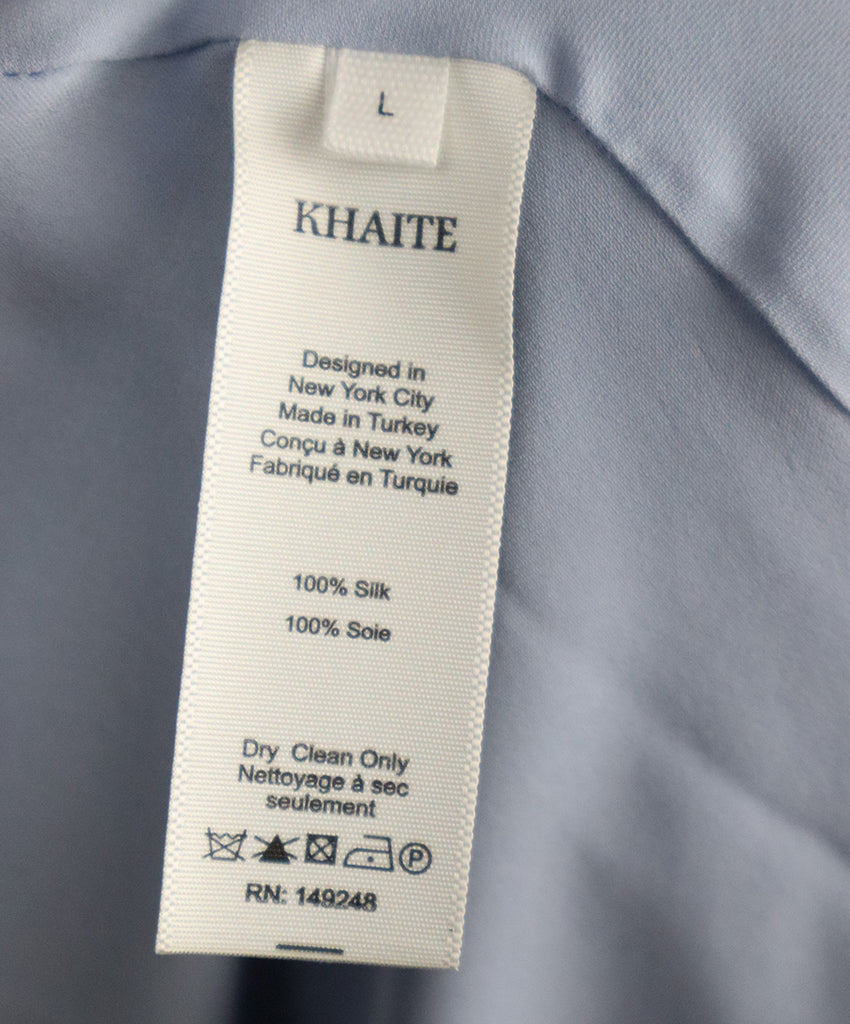 L
KHAITE
Designed in
New York City
Made in Turkey
Conçu à New York
Fabriqué en Turquie
100% Silk
100% Soie
Dry Clean Only
Nettoyage à sec
seulement
P
RN: 149248